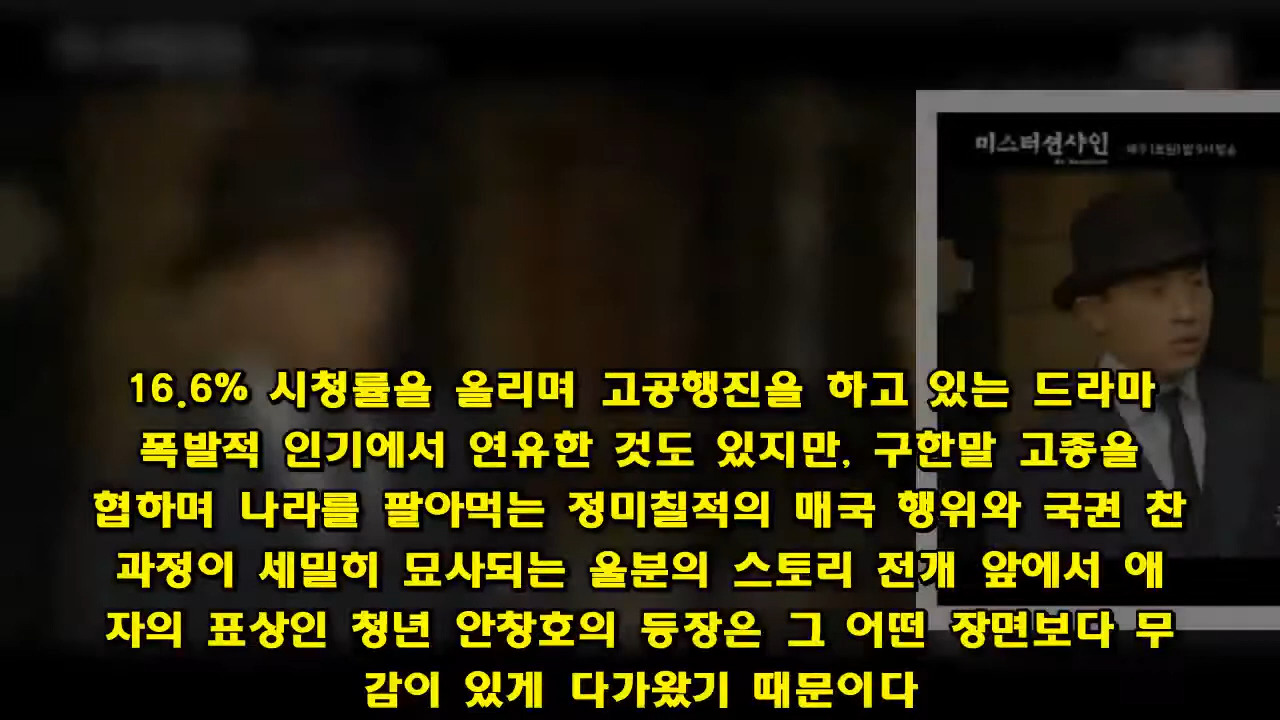 미스터션샤인
16.6% 시청률을 올리며 고공행진을 하고 있는 드라마
폭발적 인기에서 연유한 것도 있지만, 구한말 고종을
협하며 나라를 팔아먹는 정미칠적의 매국 행위와 국권 찬
과정이 세밀히 묘사되는 울분의 스토리 전개 앞에서 애
자의 표상인 청년 안창호의 등장은 그 어떤 장면보다 무
감이 있게 다가왔기 때문이다